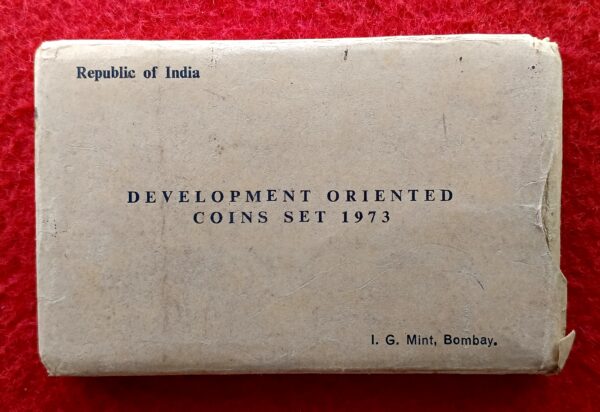 Republic of India
DEVELOPMENT ORIENTED
COINS SET 1973
I. G. Mint, Bombay.